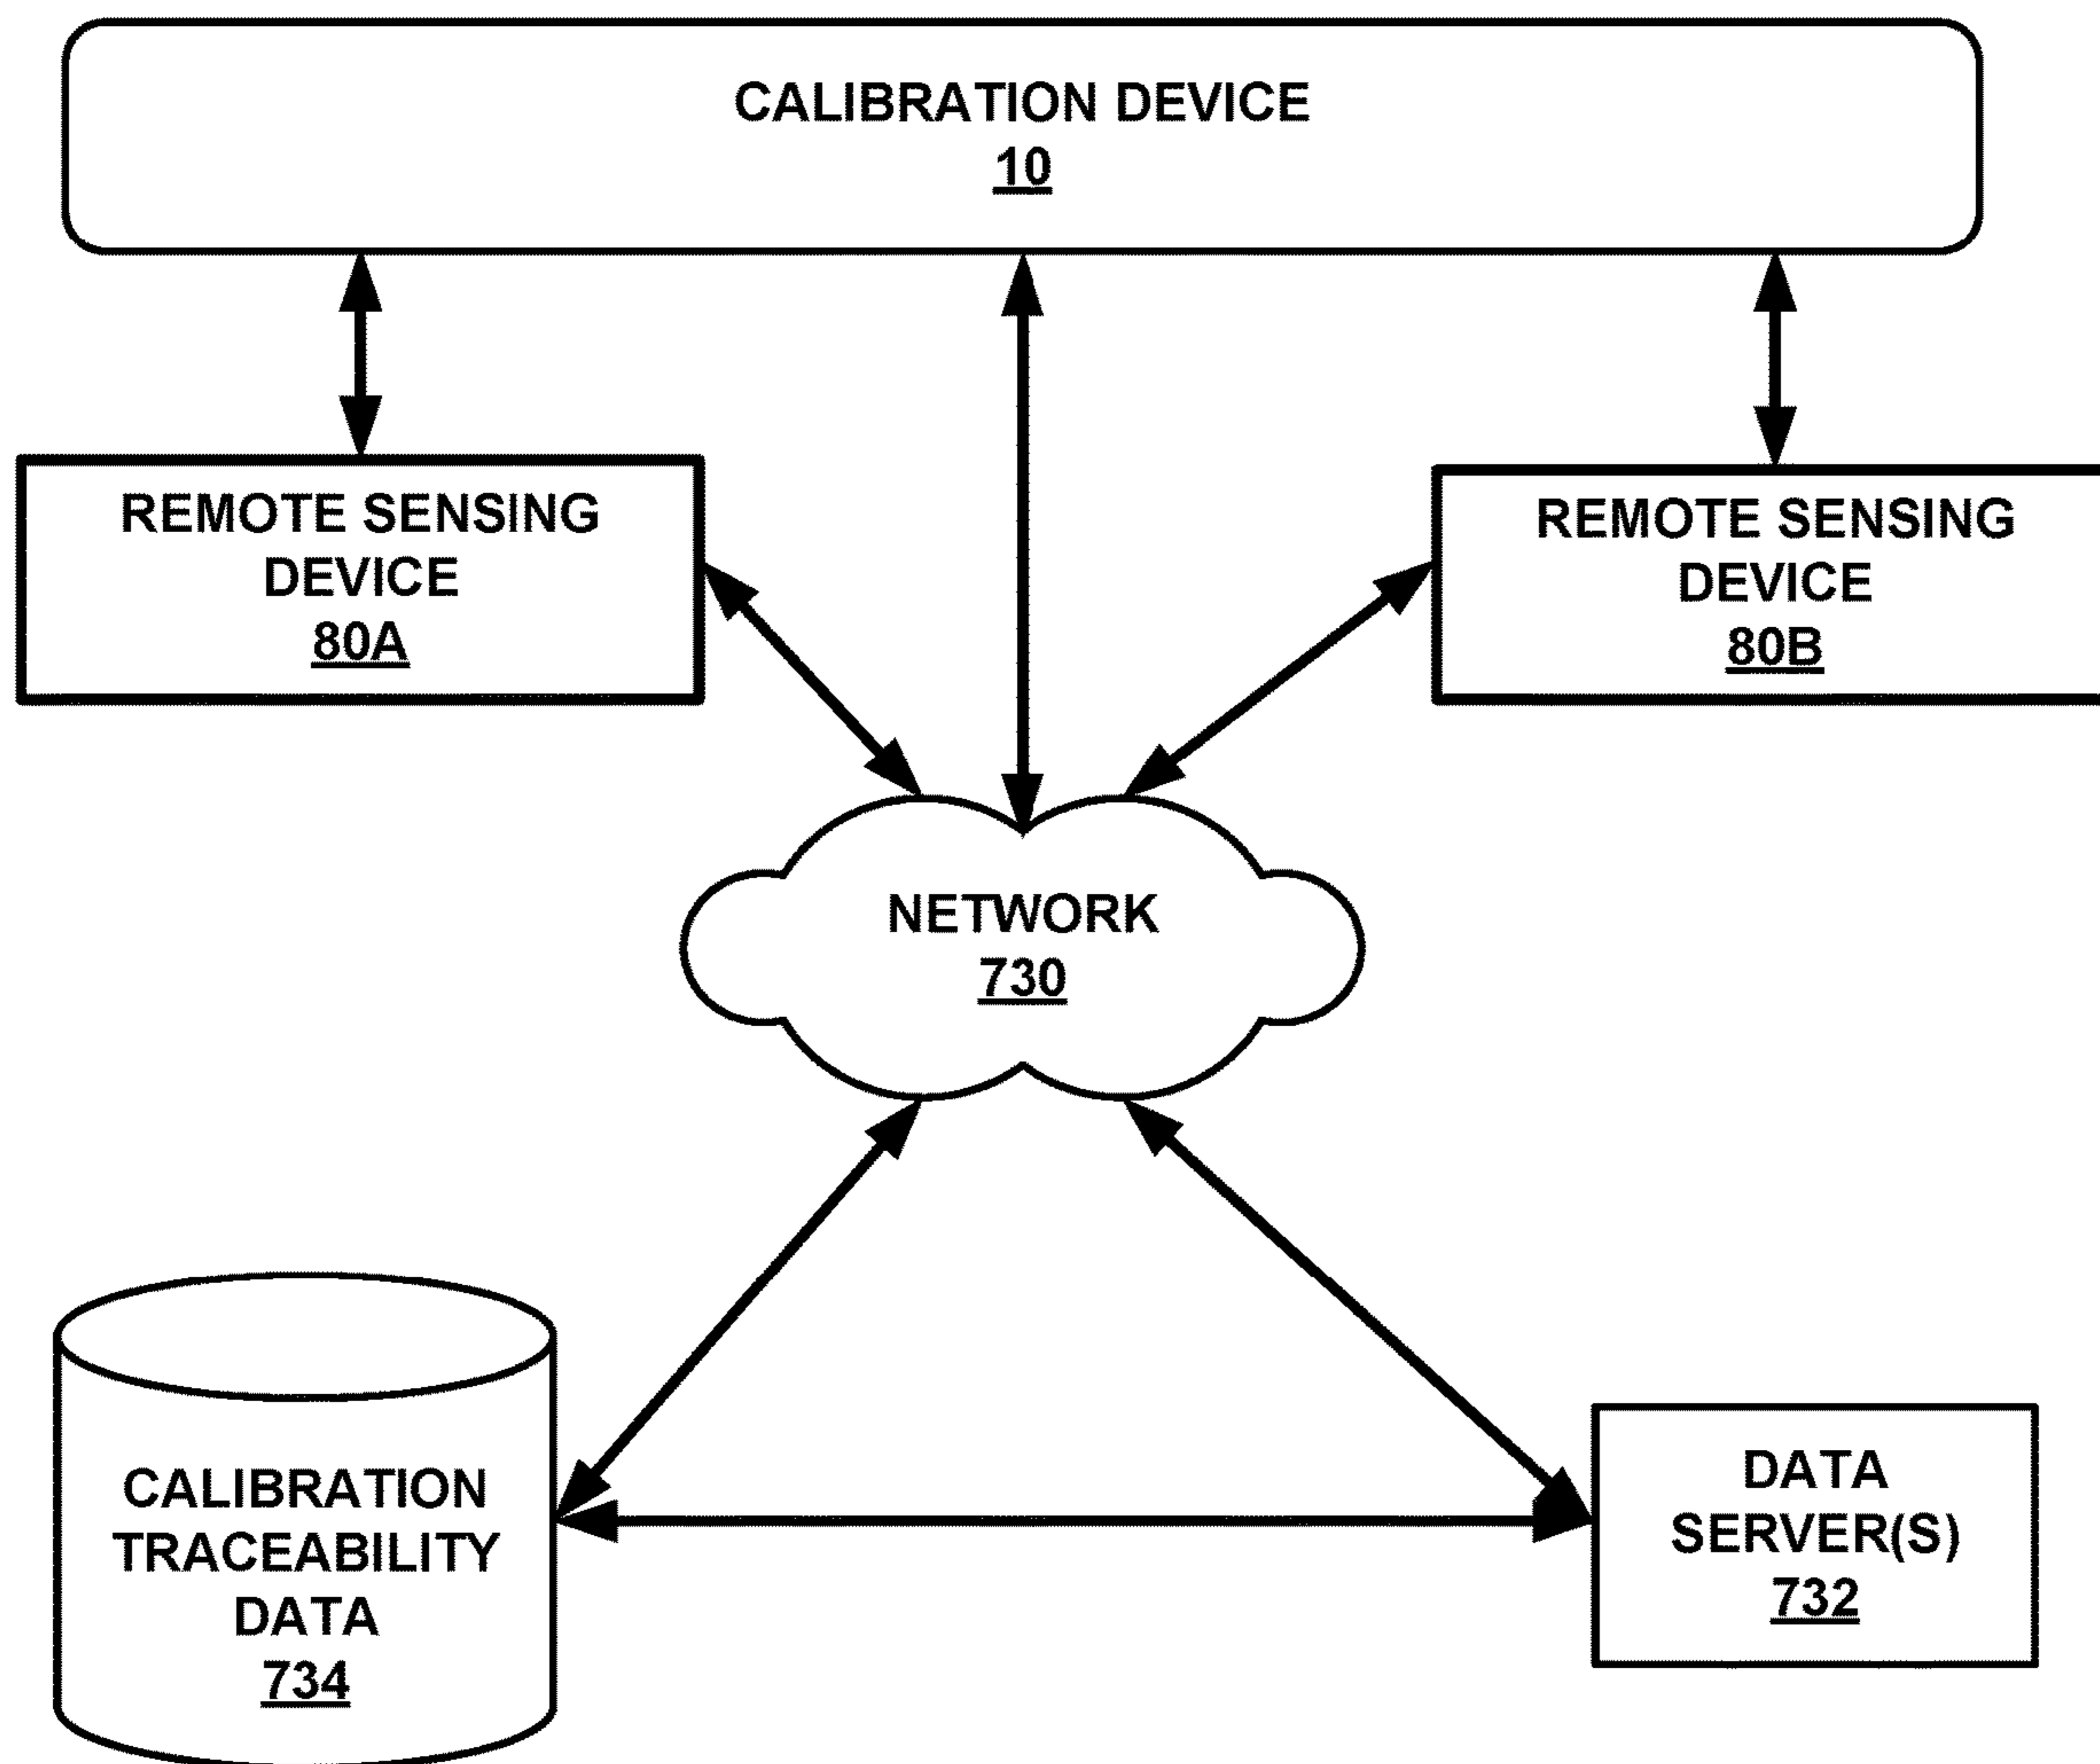 CALIBRATION DEVICE
10
REMOTE SENSING
DEVICE
80A
REMOTE SENSING
DEVICE
80B
NETWORK
730
CALIBRATION
TRACEABILITY
DATA
734
DATA
SERVER(S)
732